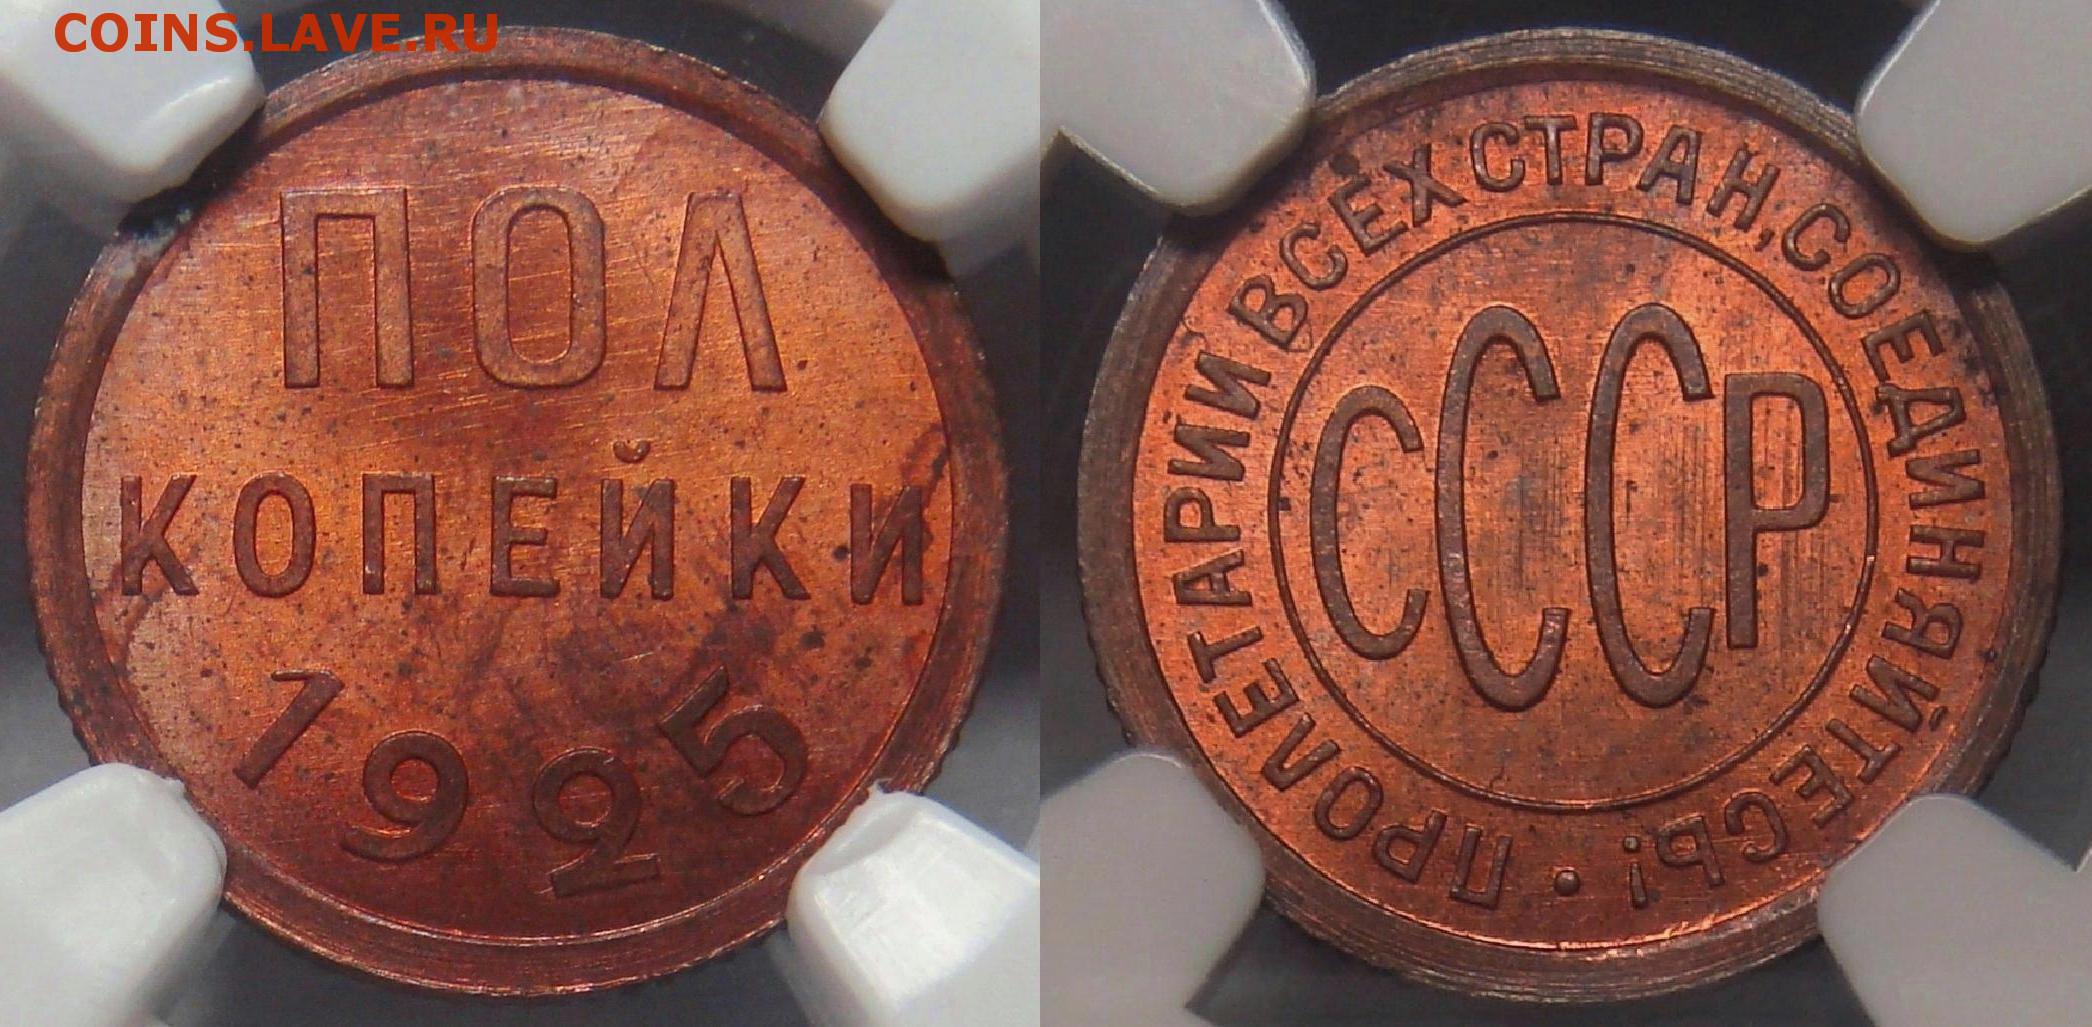 COINS.LAVE.RU
ПОЛ
КОПЕЙКИ
1925
ПРОЛЕТАРИИ ВСЕХ СТРАН, СОЕДИНЯЙТЕСЬ! •
СССР